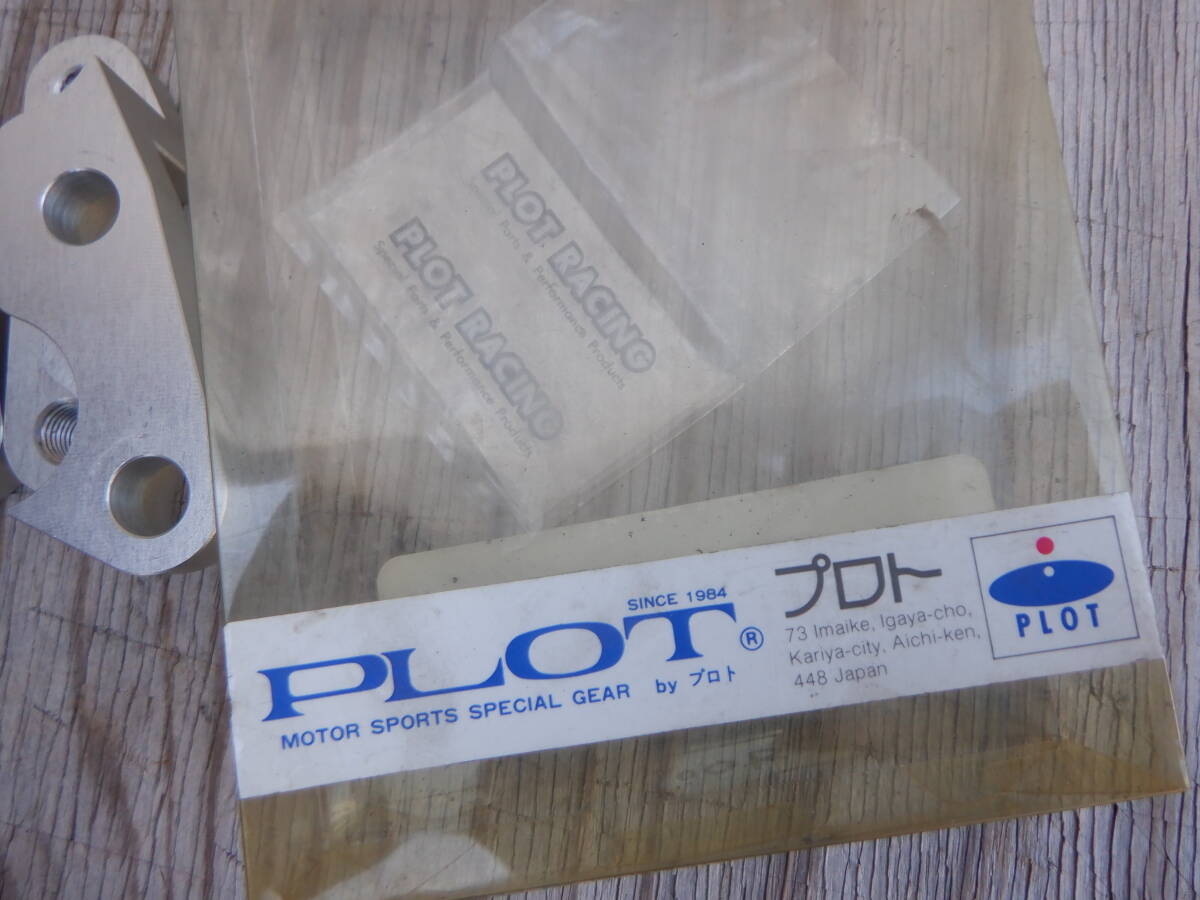 PLOT RACING
Special Parts & Performance Products
PLOT RACING
Special Parts & Performance Products
SINCE 1984
PLOT®
MOTOR SPORTS SPECIAL GEAR by プロト
プロト
73 Imaike, Igaya-cho,
Kariya-city, Aichi-ken,
448 Japan
PLOT